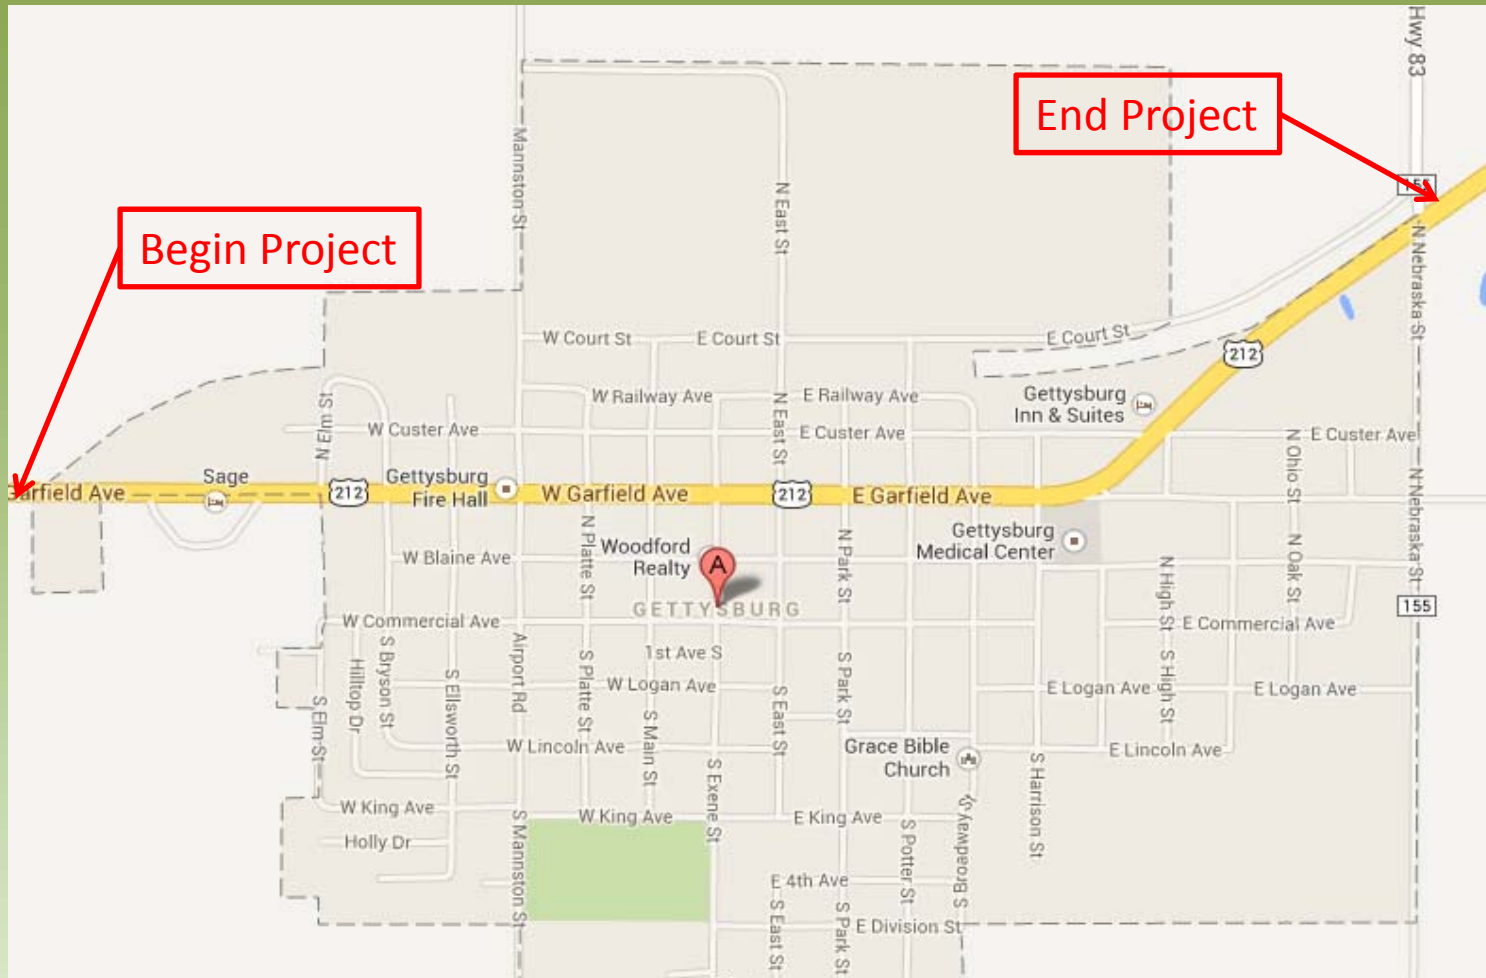 Hwy 83
End Project
Mannston St
155
N East St
Begin Project
N Nebraska St
W Court St
E Court St
E Court St
212
W Railway Ave
E Railway Ave
Gettysburg
Inn & Suites
N Elm St
N East St
W Custer Ave
E Custer Ave
E Custer Ave
N Ohio St
Sage
Gettysburg
Fire Hall
Garfield Ave
212
W Garfield Ave
212
E Garfield Ave
N Nebraska St
Gettysburg
Medical Center
N Platte St
Woodford
Realty
A
N Park St
W Blaine Ave
N High St
N Oak St
GETTYSBURG
155
W Commercial Ave
E Commercial Ave
1st Ave S
S Bryson St
Hilltop Dr
S Ellsworth St
Airport Rd
S Platte St
W Logan Ave
S Park St
S High St
E Logan Ave
E Logan Ave
S Elm St
S Main St
S East St
W Lincoln Ave
Grace Bible
Church
E Lincoln Ave
S Exene St
S Harrison St
W King Ave
W King Ave
E King Ave
Holly Dr
S Mannston St
S Potter St
S Broadway
E 4th Ave
S East St
S Park St
E Division St